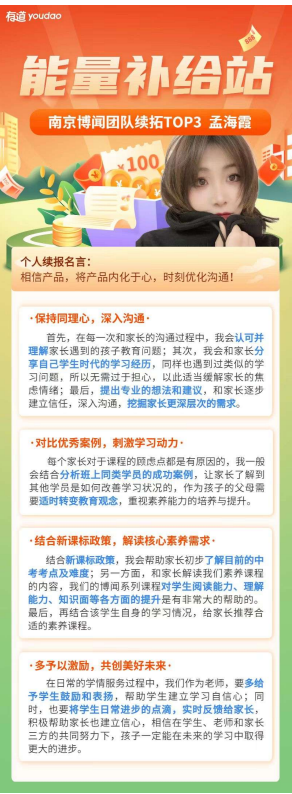 有道 youdao
能量补给站
南京博闻团队续拓TOP3 孟海霞
×100
个人续报名言：
相信产品，将产品内化于心，时刻优化沟通！
·保持同理心，深入沟通·
首先，在每一次和家长的沟通过程中，我会认可并
理解家长遇到的孩子教育问题；其次，我会和家长分
享自己学生时代的学习经历，同样也遇到过类似的学
习问题，所以无需过于担心，以此适当缓解家长的焦
虑情绪；最后，提出专业的想法和建议，和家长逐步
建立信任，深入沟通，挖掘家长更深层次的需求。
·对比优秀案例，刺激学习动力·
每个家长对于课程的顾虑点都是有原因的，我一般
会结合分析班上同类学员的成功案例，让家长了解到
其他学员是如何改善学习状况的，作为孩子的父母需
要适时转变教育观念，重视素养能力的培养与提升。
·结合新课标政策，解读核心素养需求·
结合新课标政策，我会帮助家长初步了解目前的中
考考点及难度；另一方面，和家长解读我们素养课程
的内容，我们的博闻系列课程对学生阅读能力、理解
能力、知识面等各方面的提升是有非常大的帮助的。
最后，再结合该学生自身的学习情况，给家长推荐合
适的素养课程。
·多予以激励，共创美好未来·
在日常的学情服务过程中，我们作为老师，要多给
予学生鼓励和表扬，帮助学生建立学习自信心；同
时，也要将学生日常进步的点滴，实时反馈给家长，
积极帮助家长也建立信心，相信在学生、老师和家长
三方的共同努力下，孩子一定能在未来的学习中取得
更大的进步。